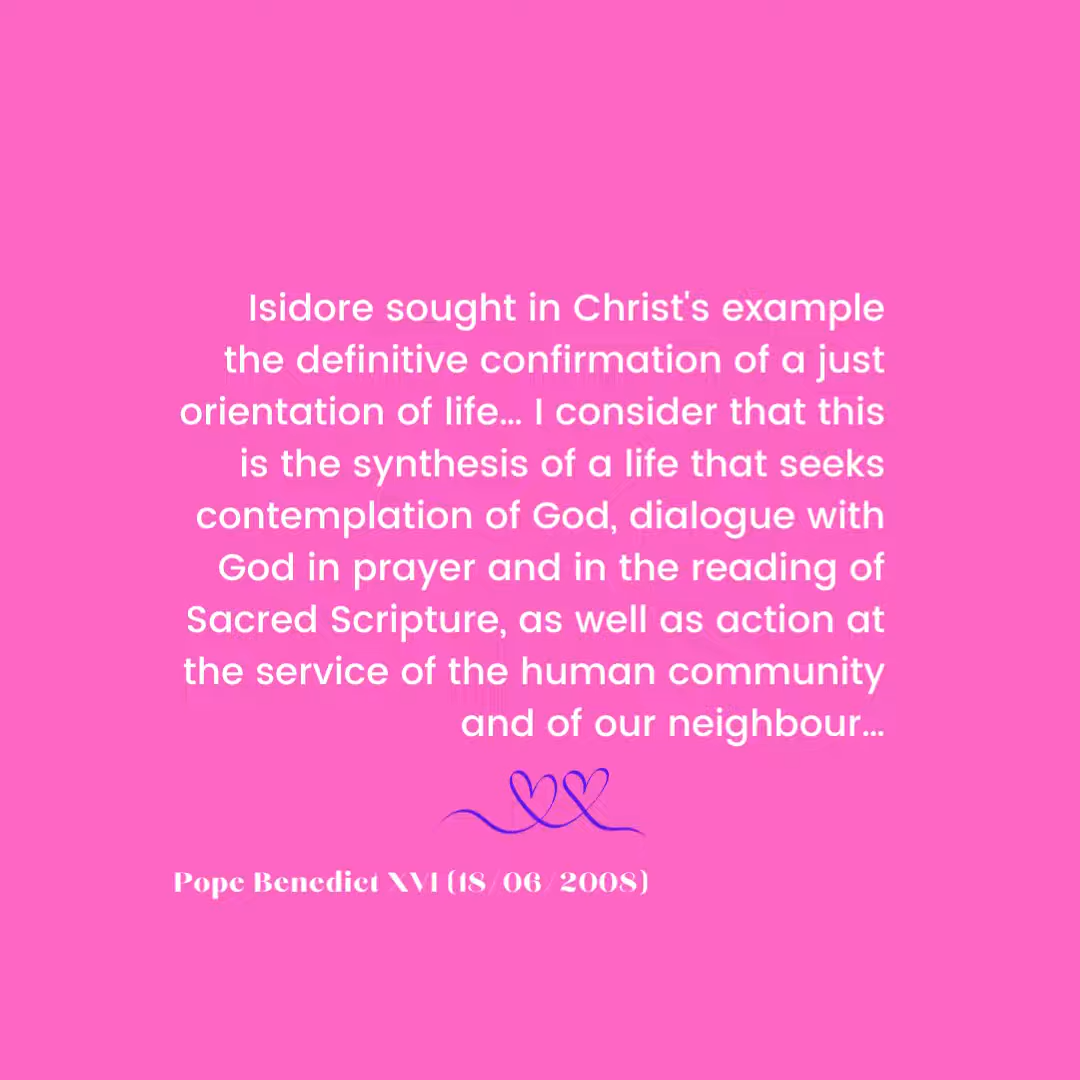 Isidore sought in Christ's example
the definitive confirmation of a just
orientation of life... I consider that this
is the synthesis of a life that seeks
contemplation of God, dialogue with
God in prayer and in the reading of
Sacred Scripture, as well as action at
the service of the human community
and of our neighbour...
Pope Benedict XVI (18/06/2008)